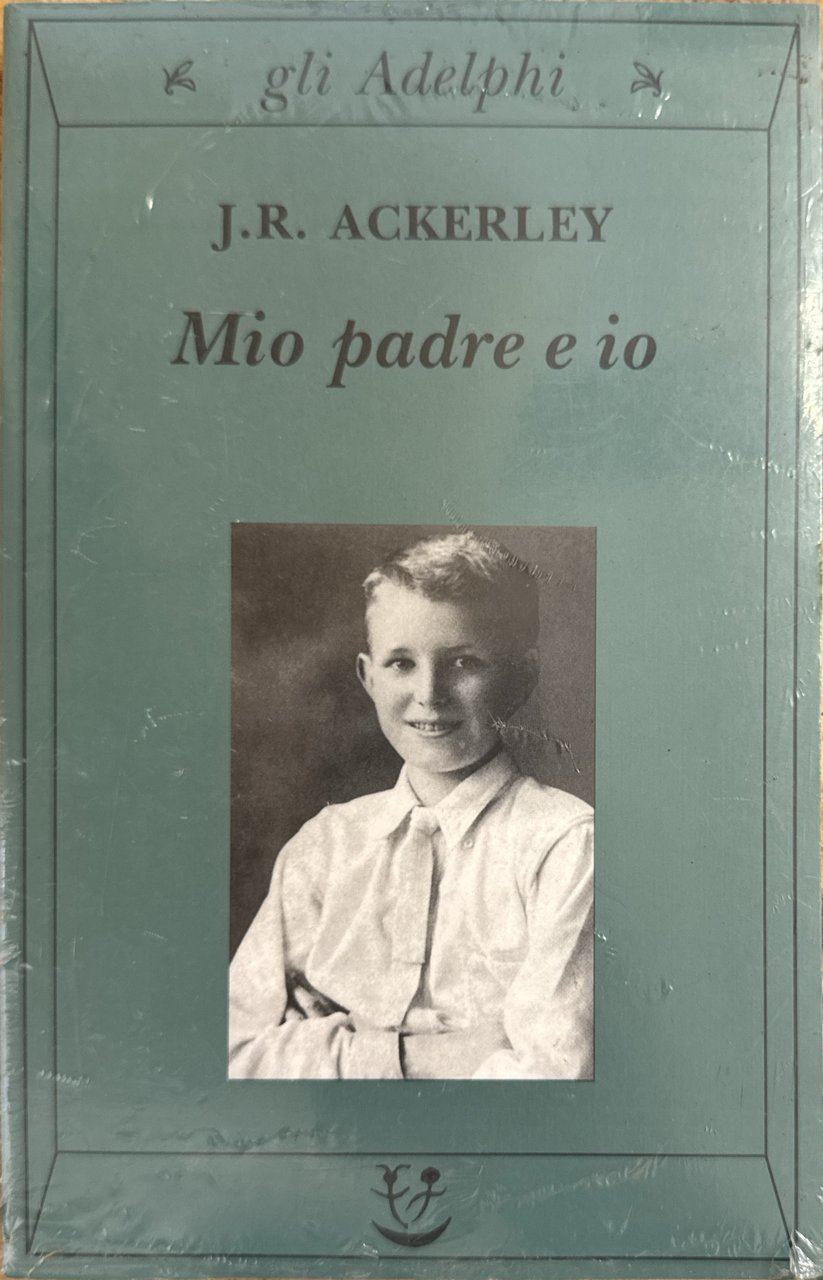 gli Adelphi
J.R. ACKERLEY
Mio padre e io